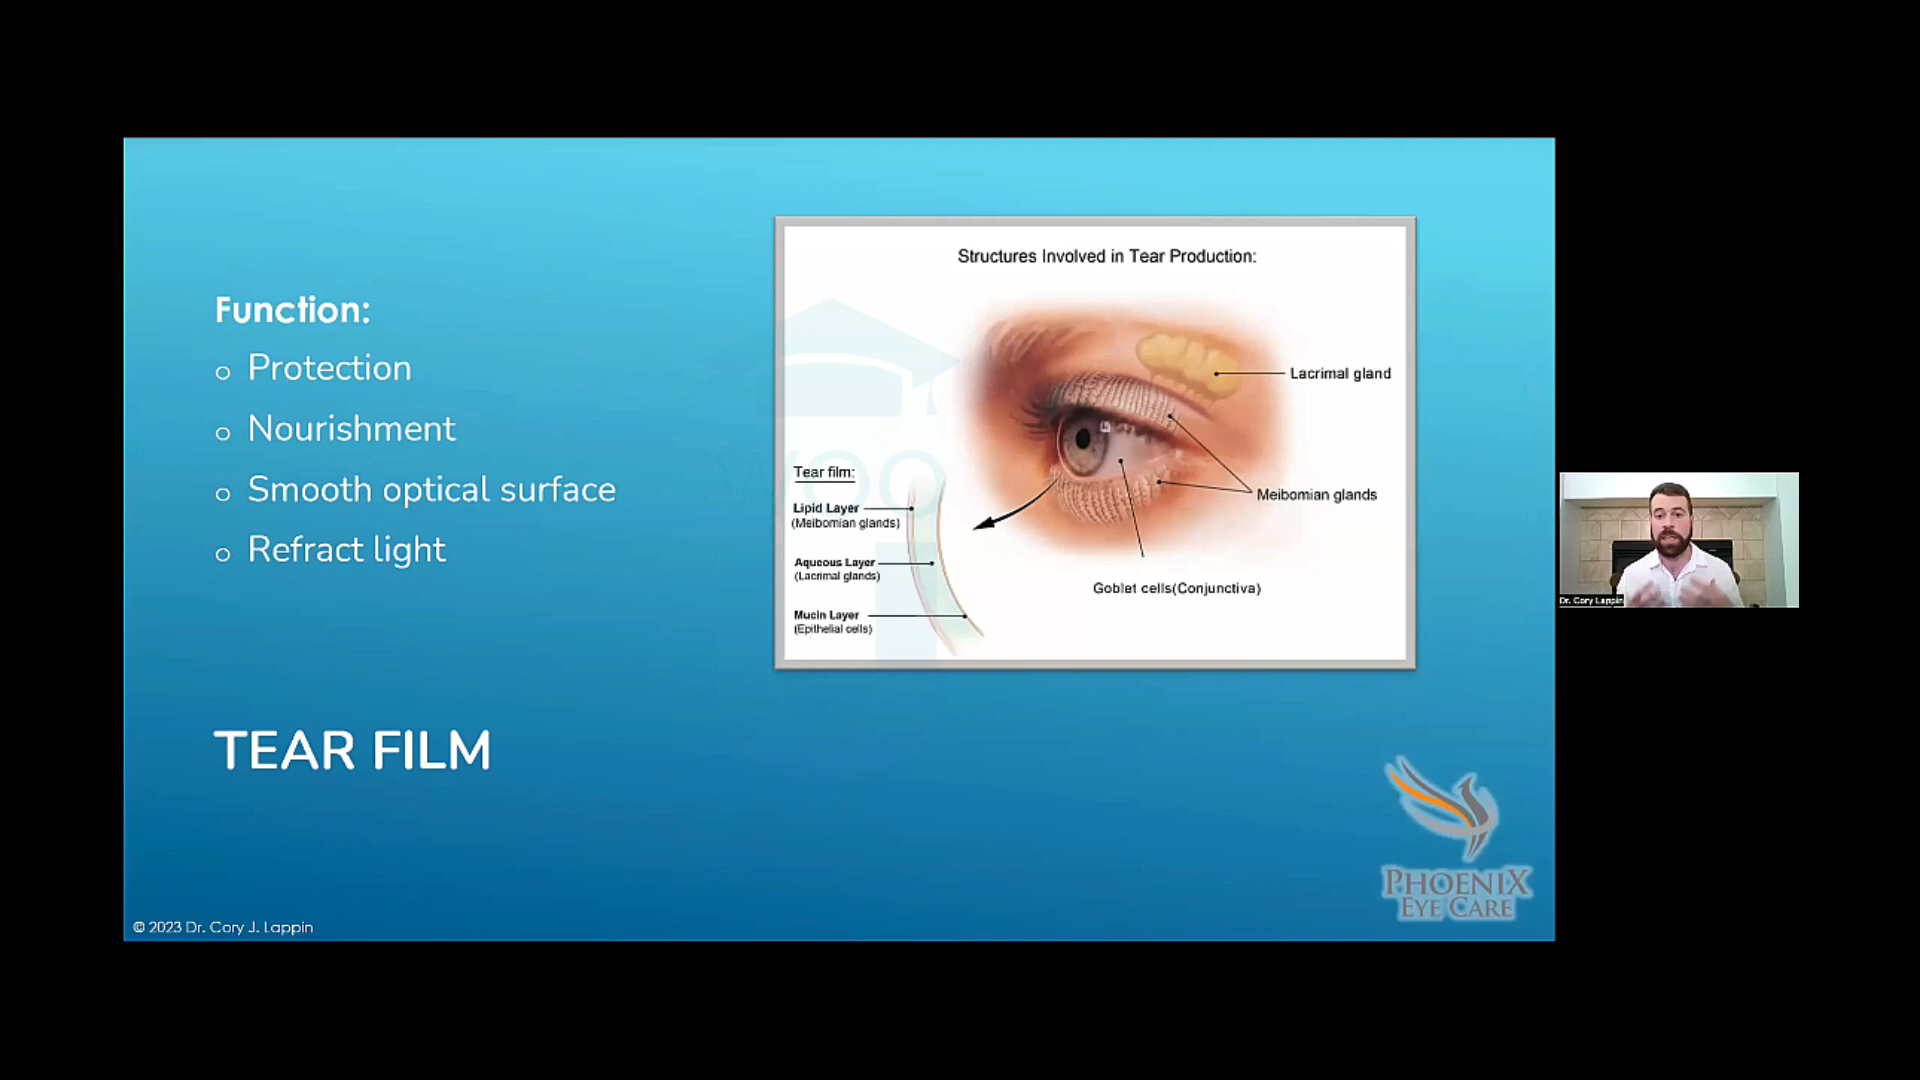 Function:
Protection
Nourishment
Smooth optical surface
Refract light
TEAR FILM
Structures Involved in Tear Production:
Lacrimal gland
Meibomian glands
Goblet cells(Conjunctiva)
Tear film:
Lipid Layer
(Meibomian glands)
Aqueous Layer
(Lacrimal glands)
Mucin Layer
(Epithelial cells)
WOO
PHOENIX
EYE CARE
© 2023 Dr. Cory J. Lappin
Dr. Cory Lappin